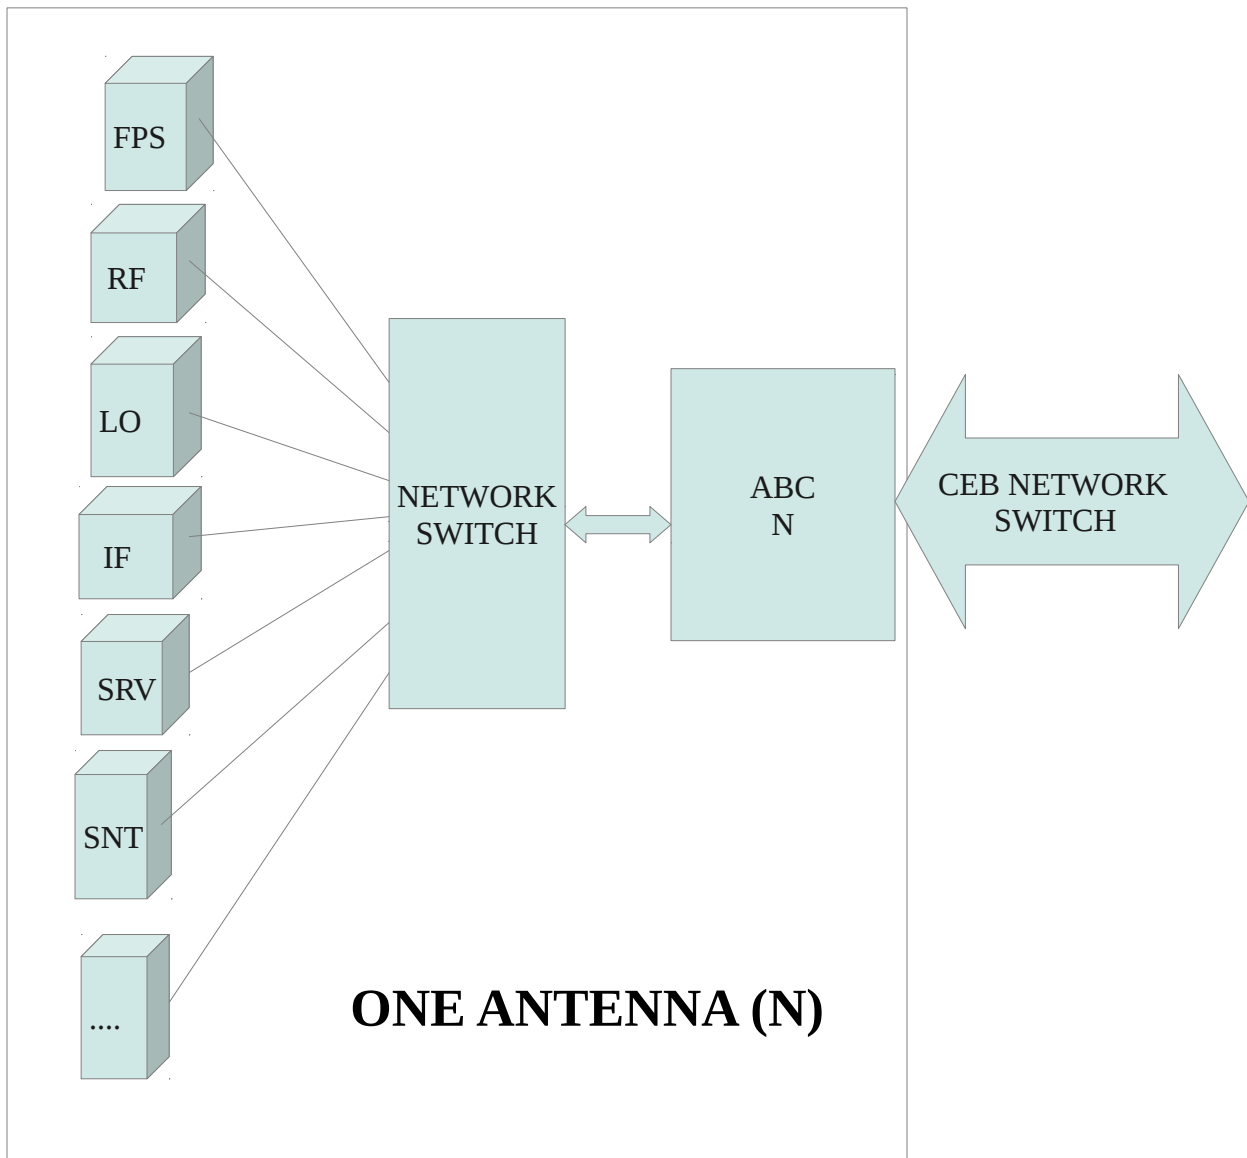 FPS
RF
LO
IF
SRV
SNT
....
NETWORK
SWITCH
ABC
N
CEB NETWORK
SWITCH
ONE ANTENNA (N)